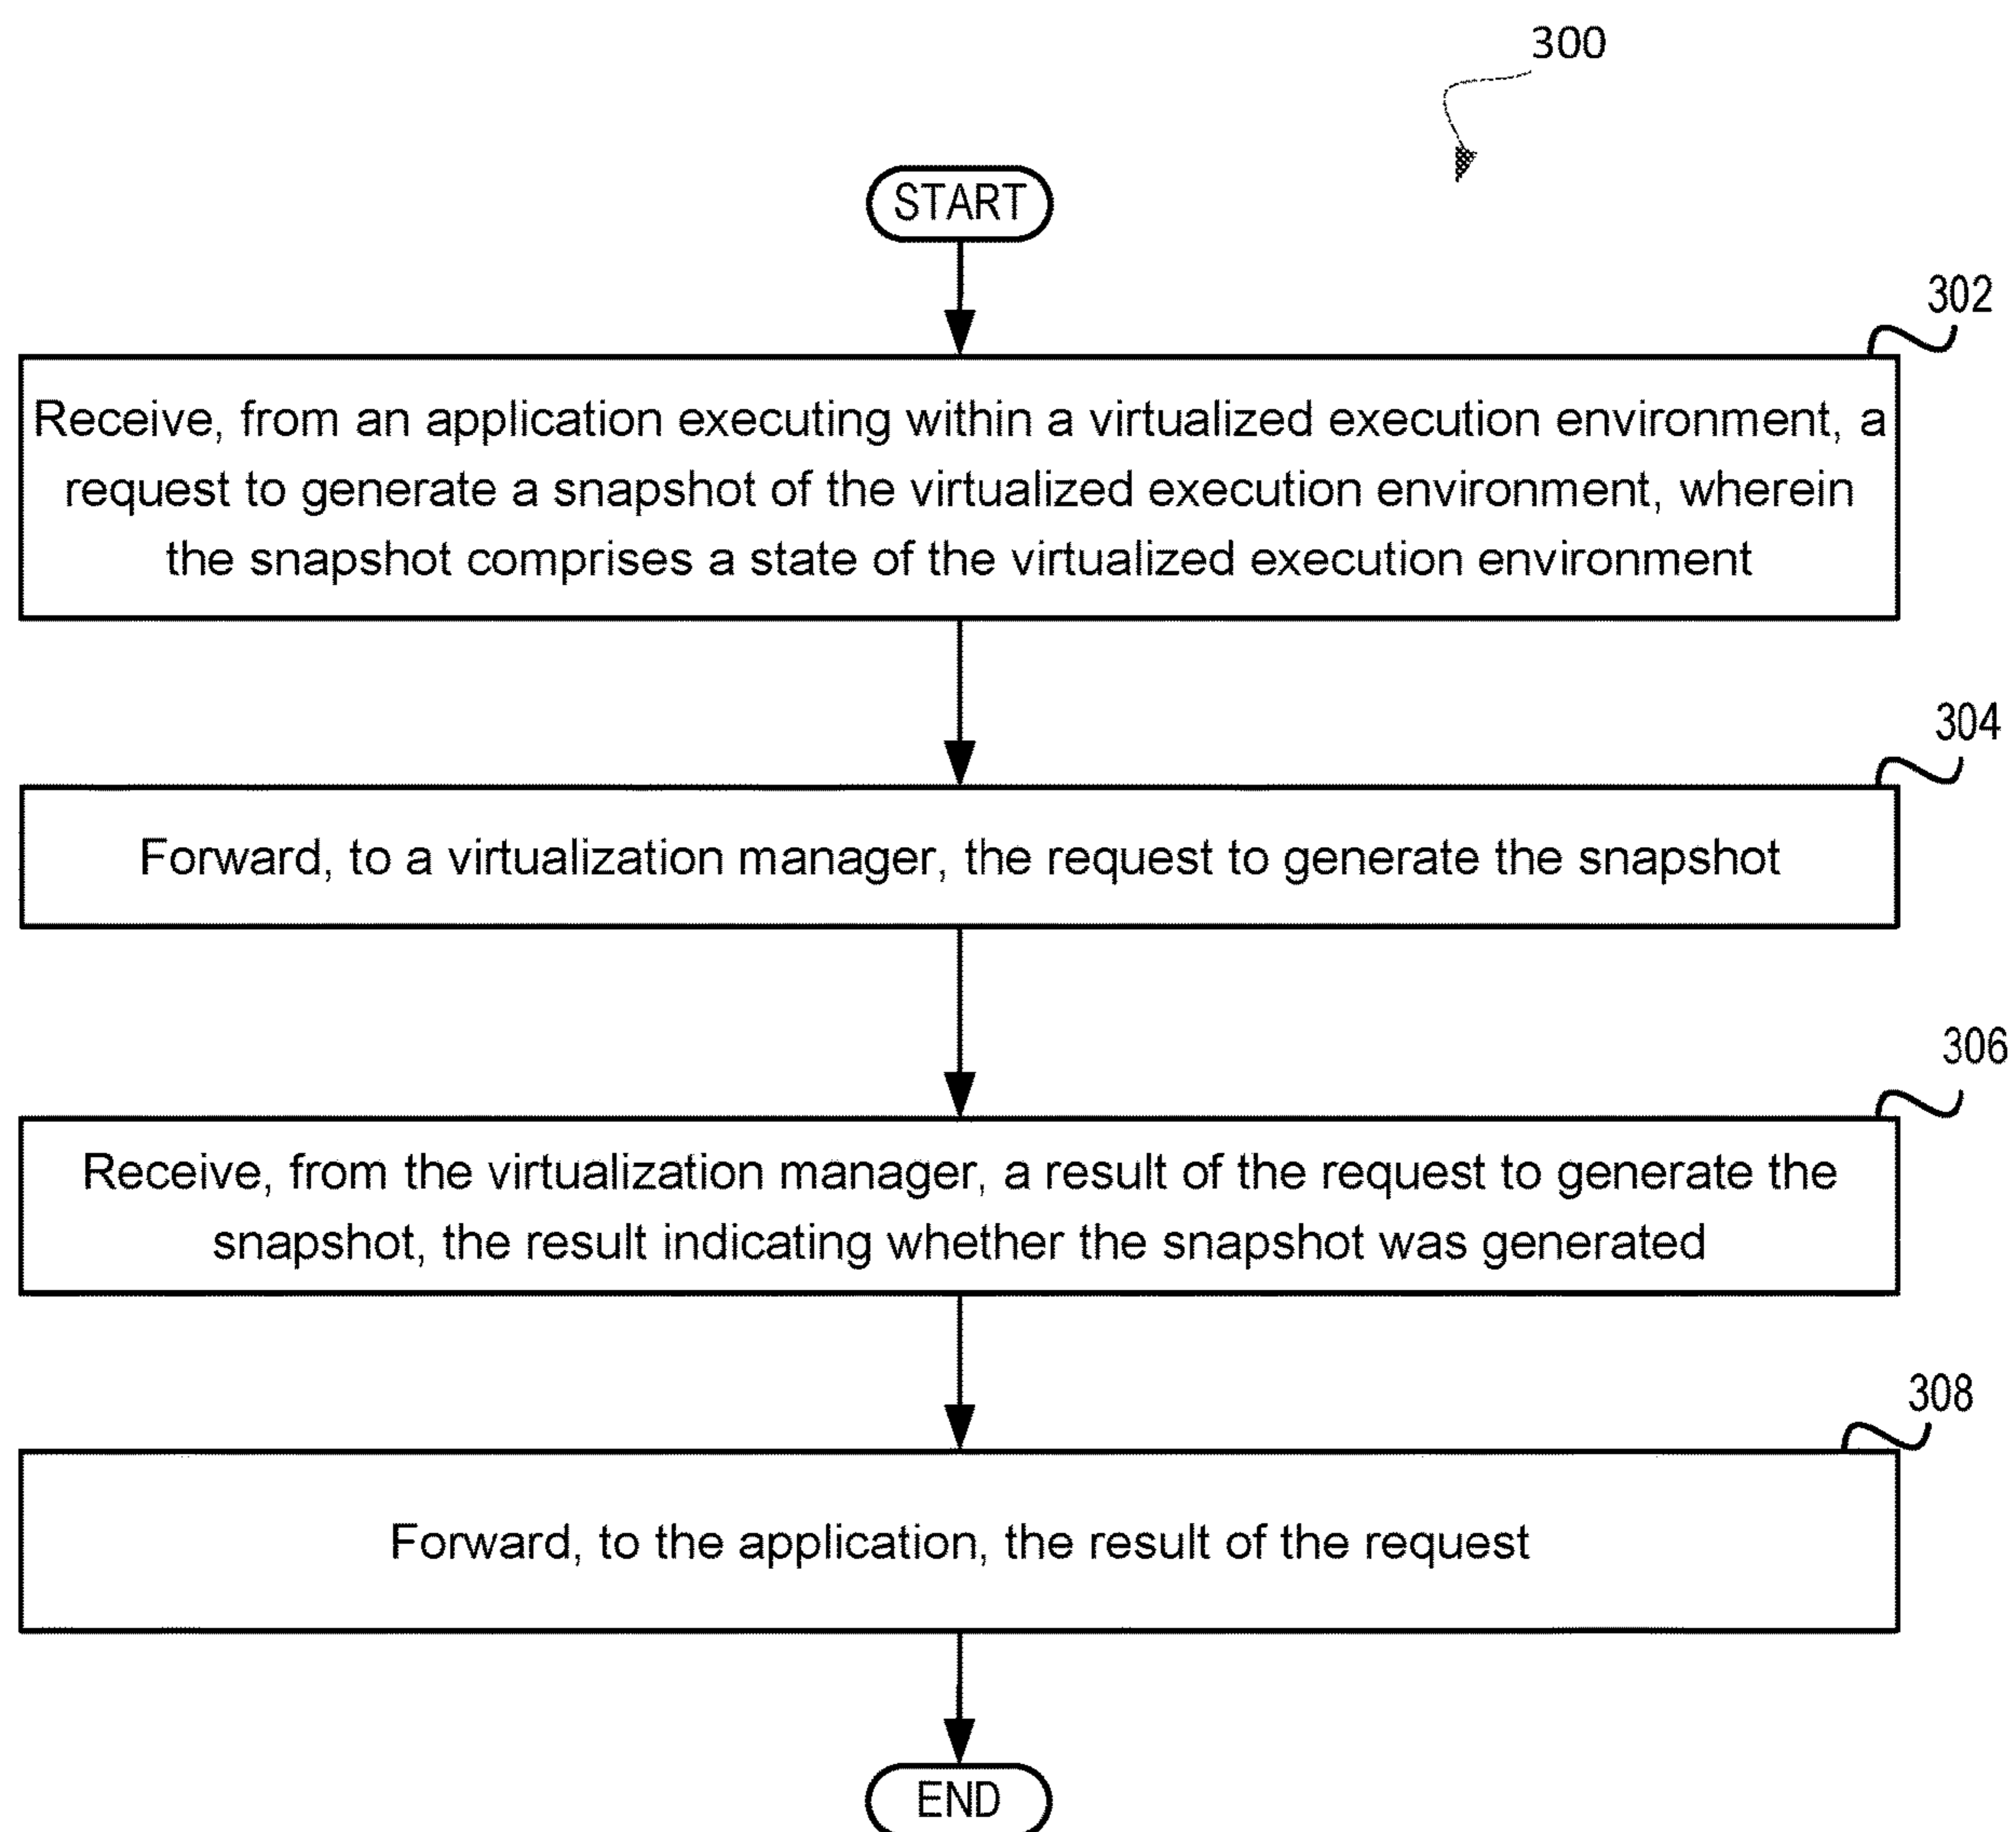 300
START
302
Receive, from an application executing within a virtualized execution environment, a
request to generate a snapshot of the virtualized execution environment, wherein
the snapshot comprises a state of the virtualized execution environment
304
Forward, to a virtualization manager, the request to generate the snapshot
306
Receive, from the virtualization manager, a result of the request to generate the
snapshot, the result indicating whether the snapshot was generated
308
Forward, to the application, the result of the request
END